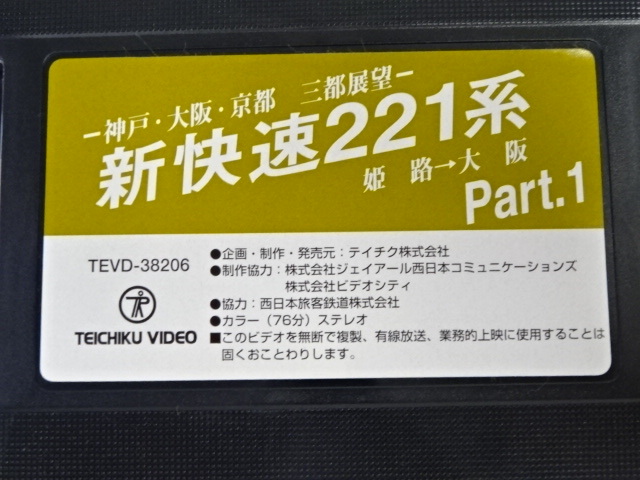 −神戸・大阪・京都　三都展望−
新快速221系
姫　路→大　阪
Part.1
TEVD-38206
TEICHIKU VIDEO
●企画・制作・発売元：テイチク株式会社
●制作協力：株式会社ジェイアール西日本コミュニケーションズ
株式会社ビデオシティ
●協力：西日本旅客鉄道株式会社
●カラー（76分）ステレオ
■このビデオを無断で複製、有線放送、業務的上映に使用することは
固くおことわりします。